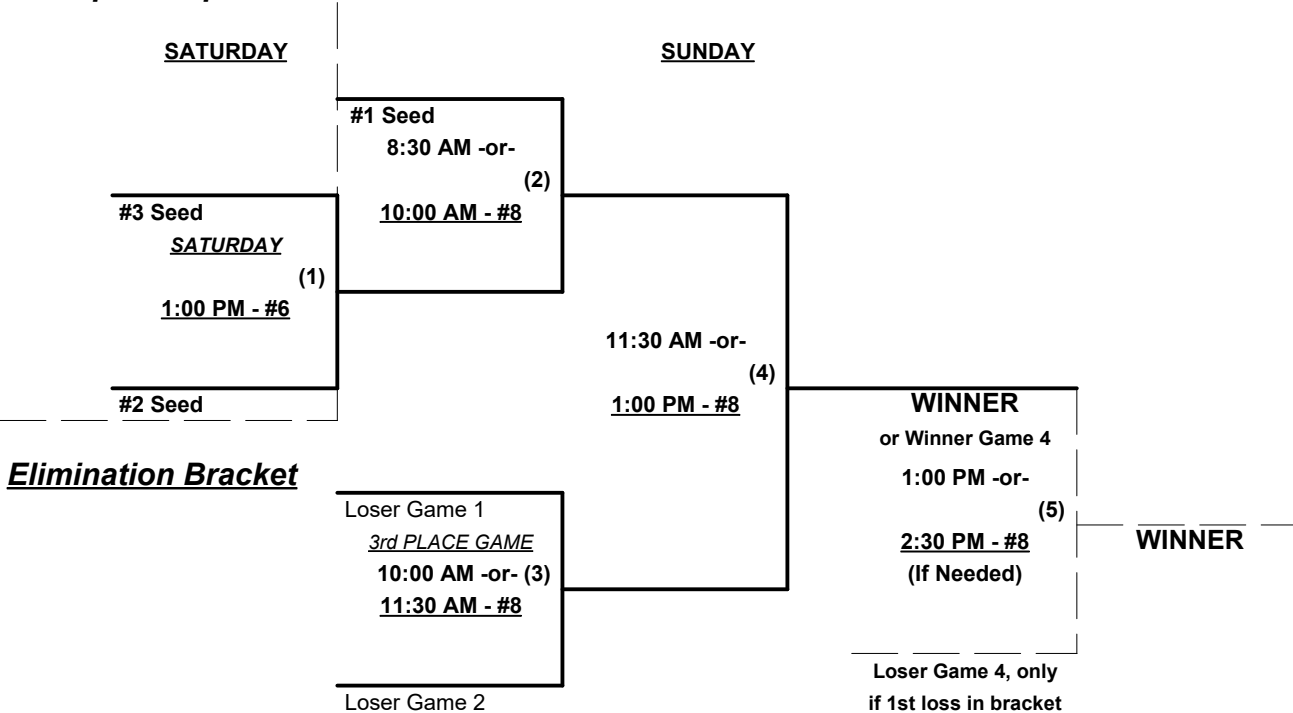 SATURDAY
SUNDAY
#1 Seed
8:30 AM -or-
(2)
10:00 AM - #8
#3 Seed
SATURDAY
(1)
1:00 PM - #6
#2 Seed
11:30 AM -or-
(4)
1:00 PM - #8
WINNER
or Winner Game 4
1:00 PM -or-
(5)
2:30 PM - #8
(If Needed)
WINNER
Elimination Bracket
Loser Game 1
3rd PLACE GAME
10:00 AM -or- (3)
11:30 AM - #8
Loser Game 2
Loser Game 4, only
if 1st loss in bracket